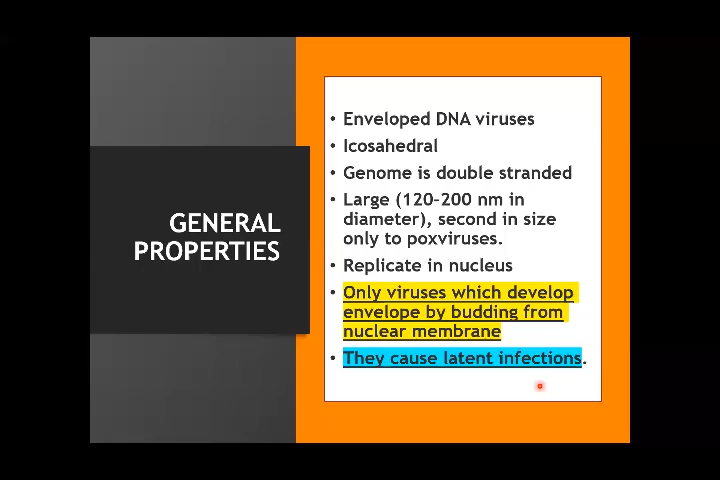 GENERAL
PROPERTIES
• Enveloped DNA viruses
• Icosahedral
• Genome is double stranded
• Large (120-200 nm in
diameter), second in size
only to poxviruses.
• Replicate in nucleus
• Only viruses which develop
envelope by budding from
nuclear membrane
• They cause latent infections.